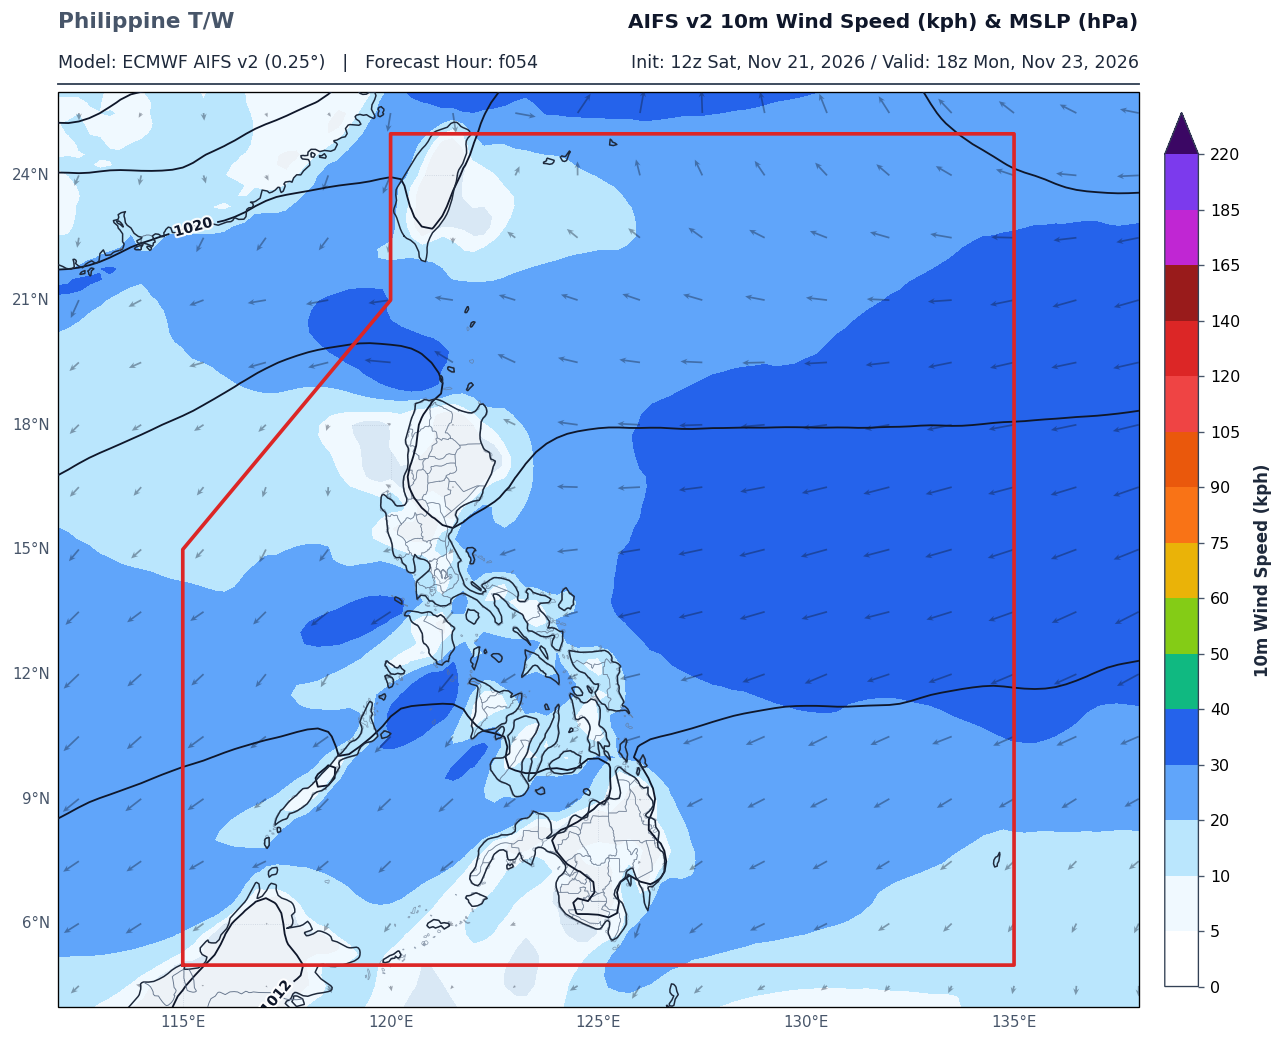 Philippine T/W
AIFS v2 10m Wind Speed (kph) & MSLP (hPa)
Model: ECMWF AIFS v2 (0.25°) | Forecast Hour: f054
Init: 12z Sat, Nov 21, 2026 / Valid: 18z Mon, Nov 23, 2026
24°N
21°N
18°N
15°N
12°N
9°N
6°N
1020
1012
115°E
120°E
125°E
130°E
135°E
220
185
165
140
120
105
90
75
60
50
40
30
20
10
5
0
10m Wind Speed (kph)